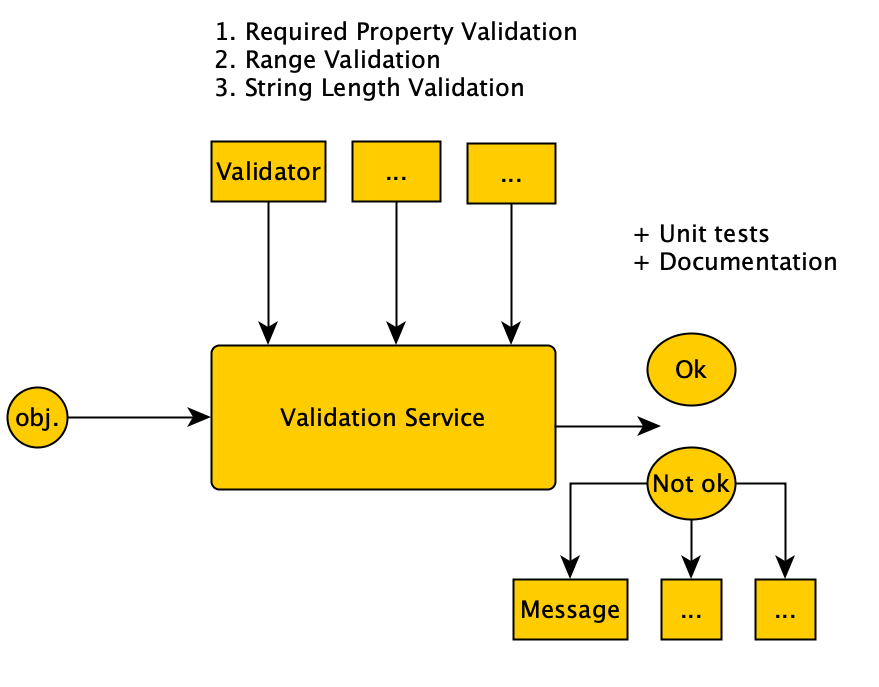 1. Required Property Validation
2. Range Validation
3. String Length Validation
Validator
...
...
+ Unit tests
+ Documentation
Ok
obj.
Validation Service
Not ok
Message
...
...